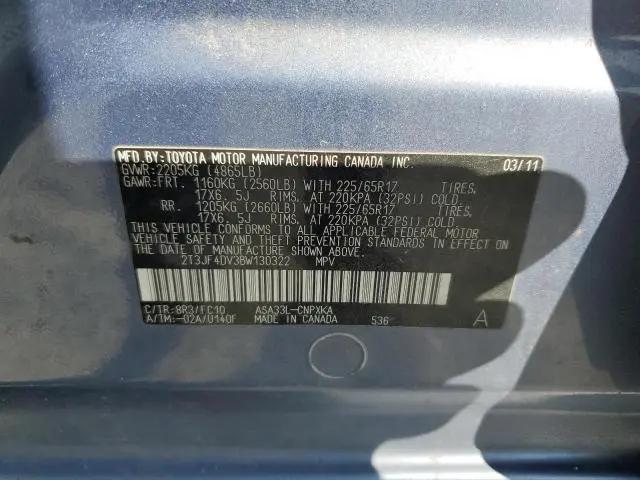 MFD.BY:TOYOTA MOTOR MANUFACTURING CANADA INC. 03/11
GVWR:2205KG (4865LB)
GAWR:FRT. 1160KG (2560LB) WITH 225/65R17 TIRES.
17X6. 5J RIMS. AT 220KPA (32PSI) COLD.
RR. 1205KG (2660LB) WITH 225/65R17 TIRES.
17X6. 5J RIMS. AT 220KPA (32PSI) COLD.
THIS VEHICLE CONFORMS TO ALL APPLICABLE FEDERAL MOTOR
VEHICLE SAFETY AND THEFT PREVENTION STANDARDS IN EFFECT ON
THE DATE OF MANUFACTURE SHOWN ABOVE.
2T3JF4DV3BW130322 MPV
C/TR: 8R3/FC10 ASA33L-CNPXKA
A/TM: -02A/U140F MADE IN CANADA 536 A